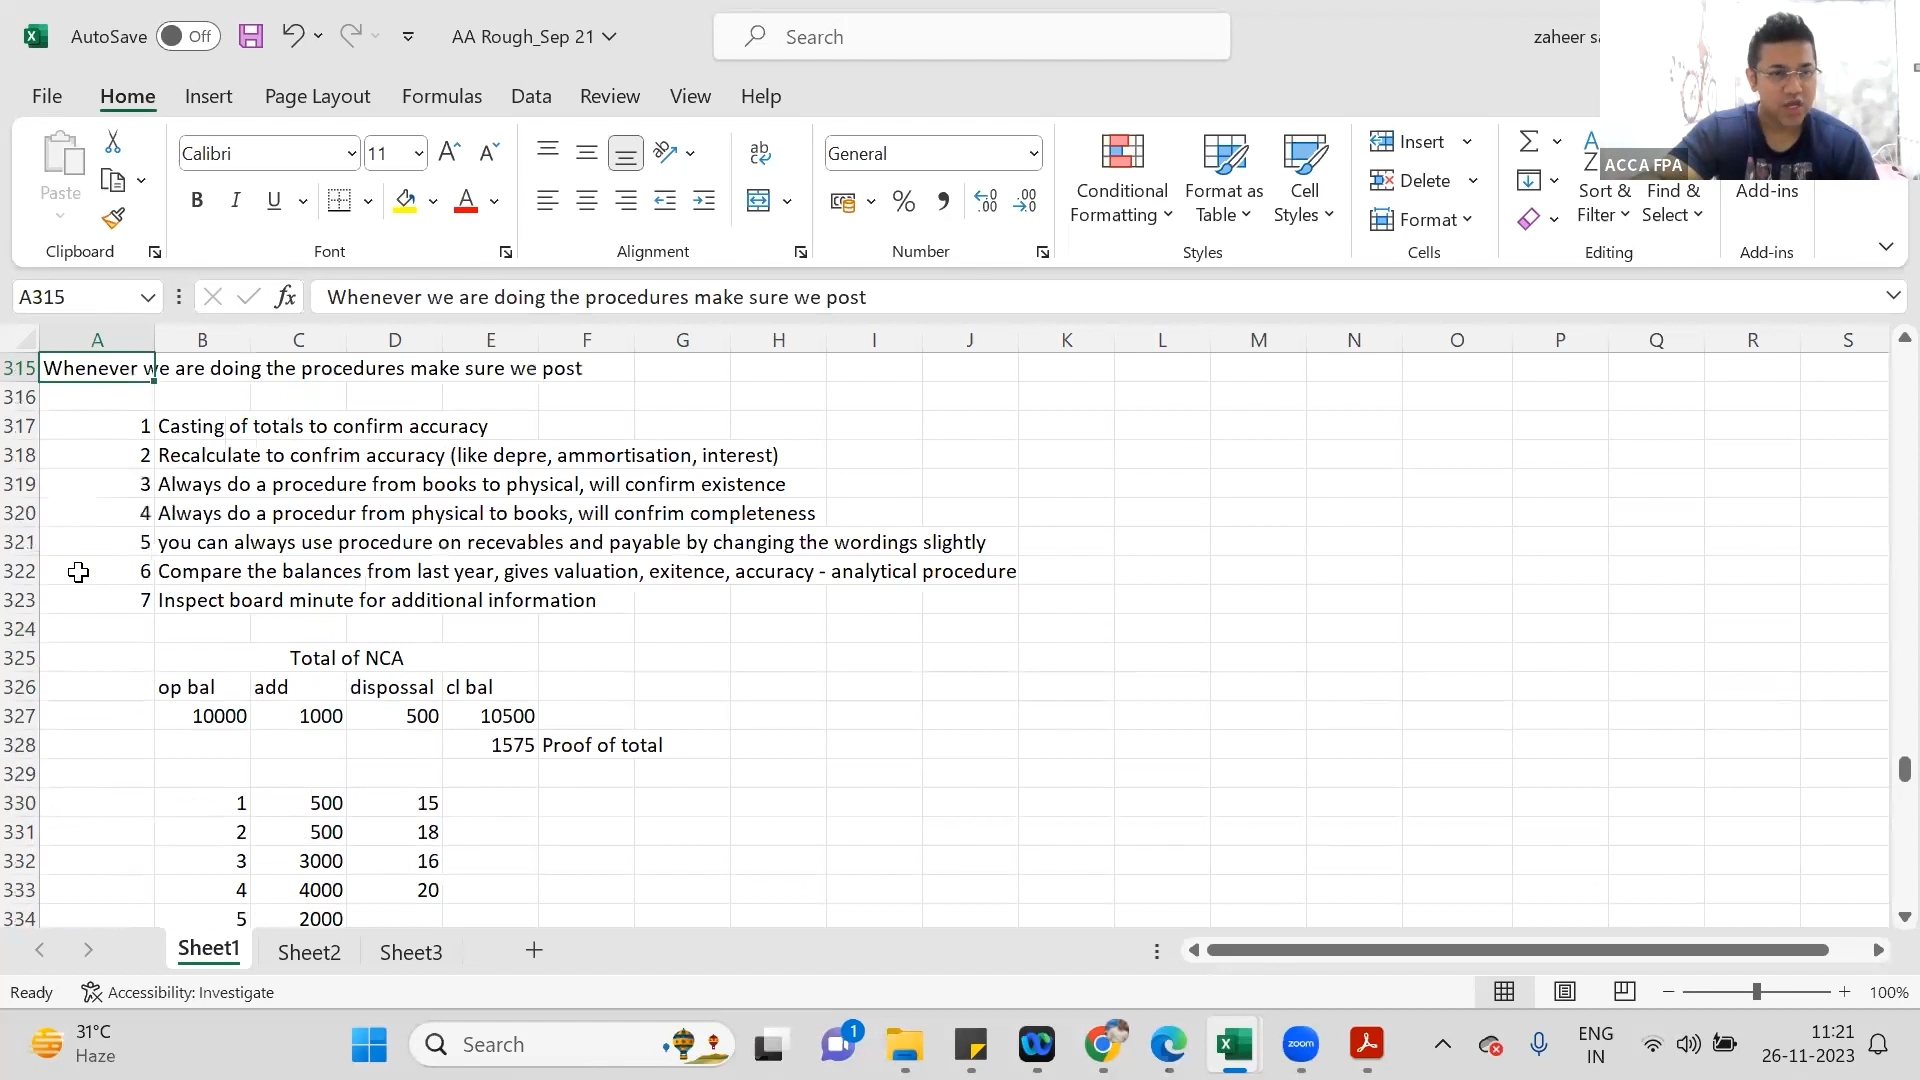 AutoSave Off AA Rough_Sep 21 Search zaheer sa
File Home Insert Page Layout Formulas Data Review View Help
ACCA FPA
Calibri 11 General
Paste
Conditional Formatting
Format as Table
Cell Styles
Insert
Delete
Format
Sort & Filter
Find & Select
Add-ins
Clipboard Font Alignment Number Styles Cells Editing Add-ins
A315 fx Whenever we are doing the procedures make sure we post
A B C D E F G H I J K L M N O P Q R S
315 Whenever we are doing the procedures make sure we post
316
317 1 Casting of totals to confirm accuracy
318 2 Recalculate to confrim accuracy (like depre, ammortisation, interest)
319 3 Always do a procedure from books to physical, will confirm existence
320 4 Always do a procedur from physical to books, will confrim completeness
321 5 you can always use procedure on recevables and payable by changing the wordings slightly
322 6 Compare the balances from last year, gives valuation, exitence, accuracy - analytical procedure
323 7 Inspect board minute for additional information
324
325 Total of NCA
326 op bal add dispossal cl bal
327 10000 1000 500 10500
328 1575 Proof of total
329
330 1 500 15
331 2 500 18
332 3 3000 16
333 4 4000 20
334 5 2000
Sheet1 Sheet2 Sheet3
Ready Accessibility: Investigate 100%
31°C
Haze
Search
1
zoom
ENG
IN
11:21
26-11-2023